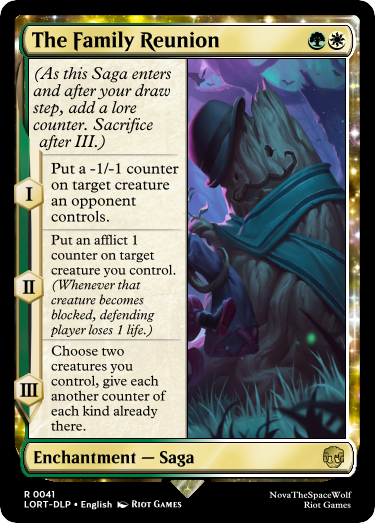 The Family Reunion
(As this Saga enters
and after your draw
step, add a lore
counter. Sacrifice
after III.)
I
Put a -1/-1 counter
on target creature
an opponent
controls.
II
Put an afflict 1
counter on target
creature you control.
(Whenever that
creature becomes
blocked, defending
player loses 1 life.)
III
Choose two
creatures you
control, give each
another counter of
each kind already
there.
Enchantment — Saga
R 0041
LORT-DLP • English Riot Games
NovaTheSpaceWolf
Riot Games